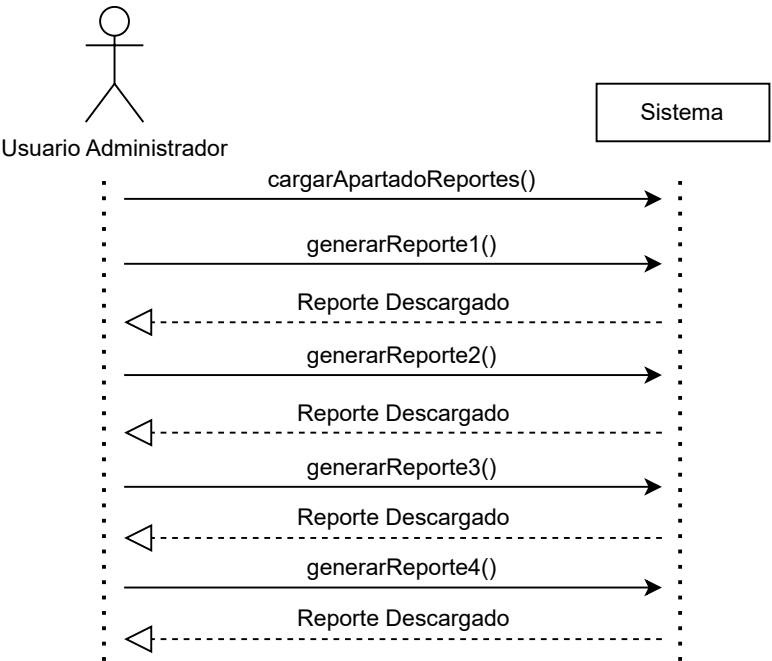 Usuario Administrador
Sistema
cargarApartadoReportes()
generarReporte1()
Reporte Descargado
generarReporte2()
Reporte Descargado
generarReporte3()
Reporte Descargado
generarReporte4()
Reporte Descargado